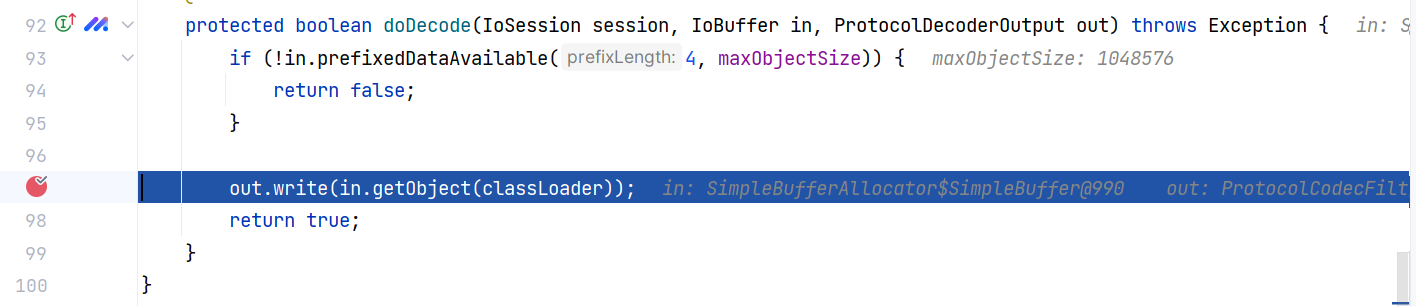 92 protected boolean doDecode(IoSession session, IoBuffer in, ProtocolDecoderOutput out) throws Exception { in: S
93 if (!in.prefixedDataAvailable( prefixLength: 4, maxObjectSize)) { maxObjectSize: 1048576
94 return false;
95 }
96
out.write(in.getObject(classLoader)); in: SimpleBufferAllocator$SimpleBuffer@990 out: ProtocolCodecFilt
98 return true;
99 }
100 }